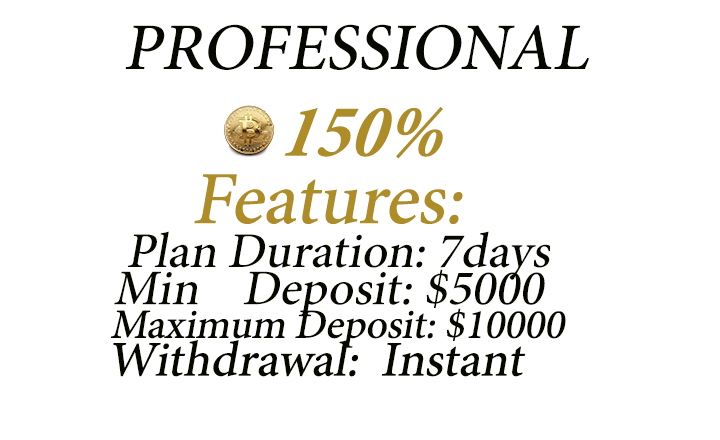 PROFESSIONAL
150%
Features:
Plan Duration: 7days
Min Deposit: $5000
Maximum Deposit: $10000
Withdrawal: Instant